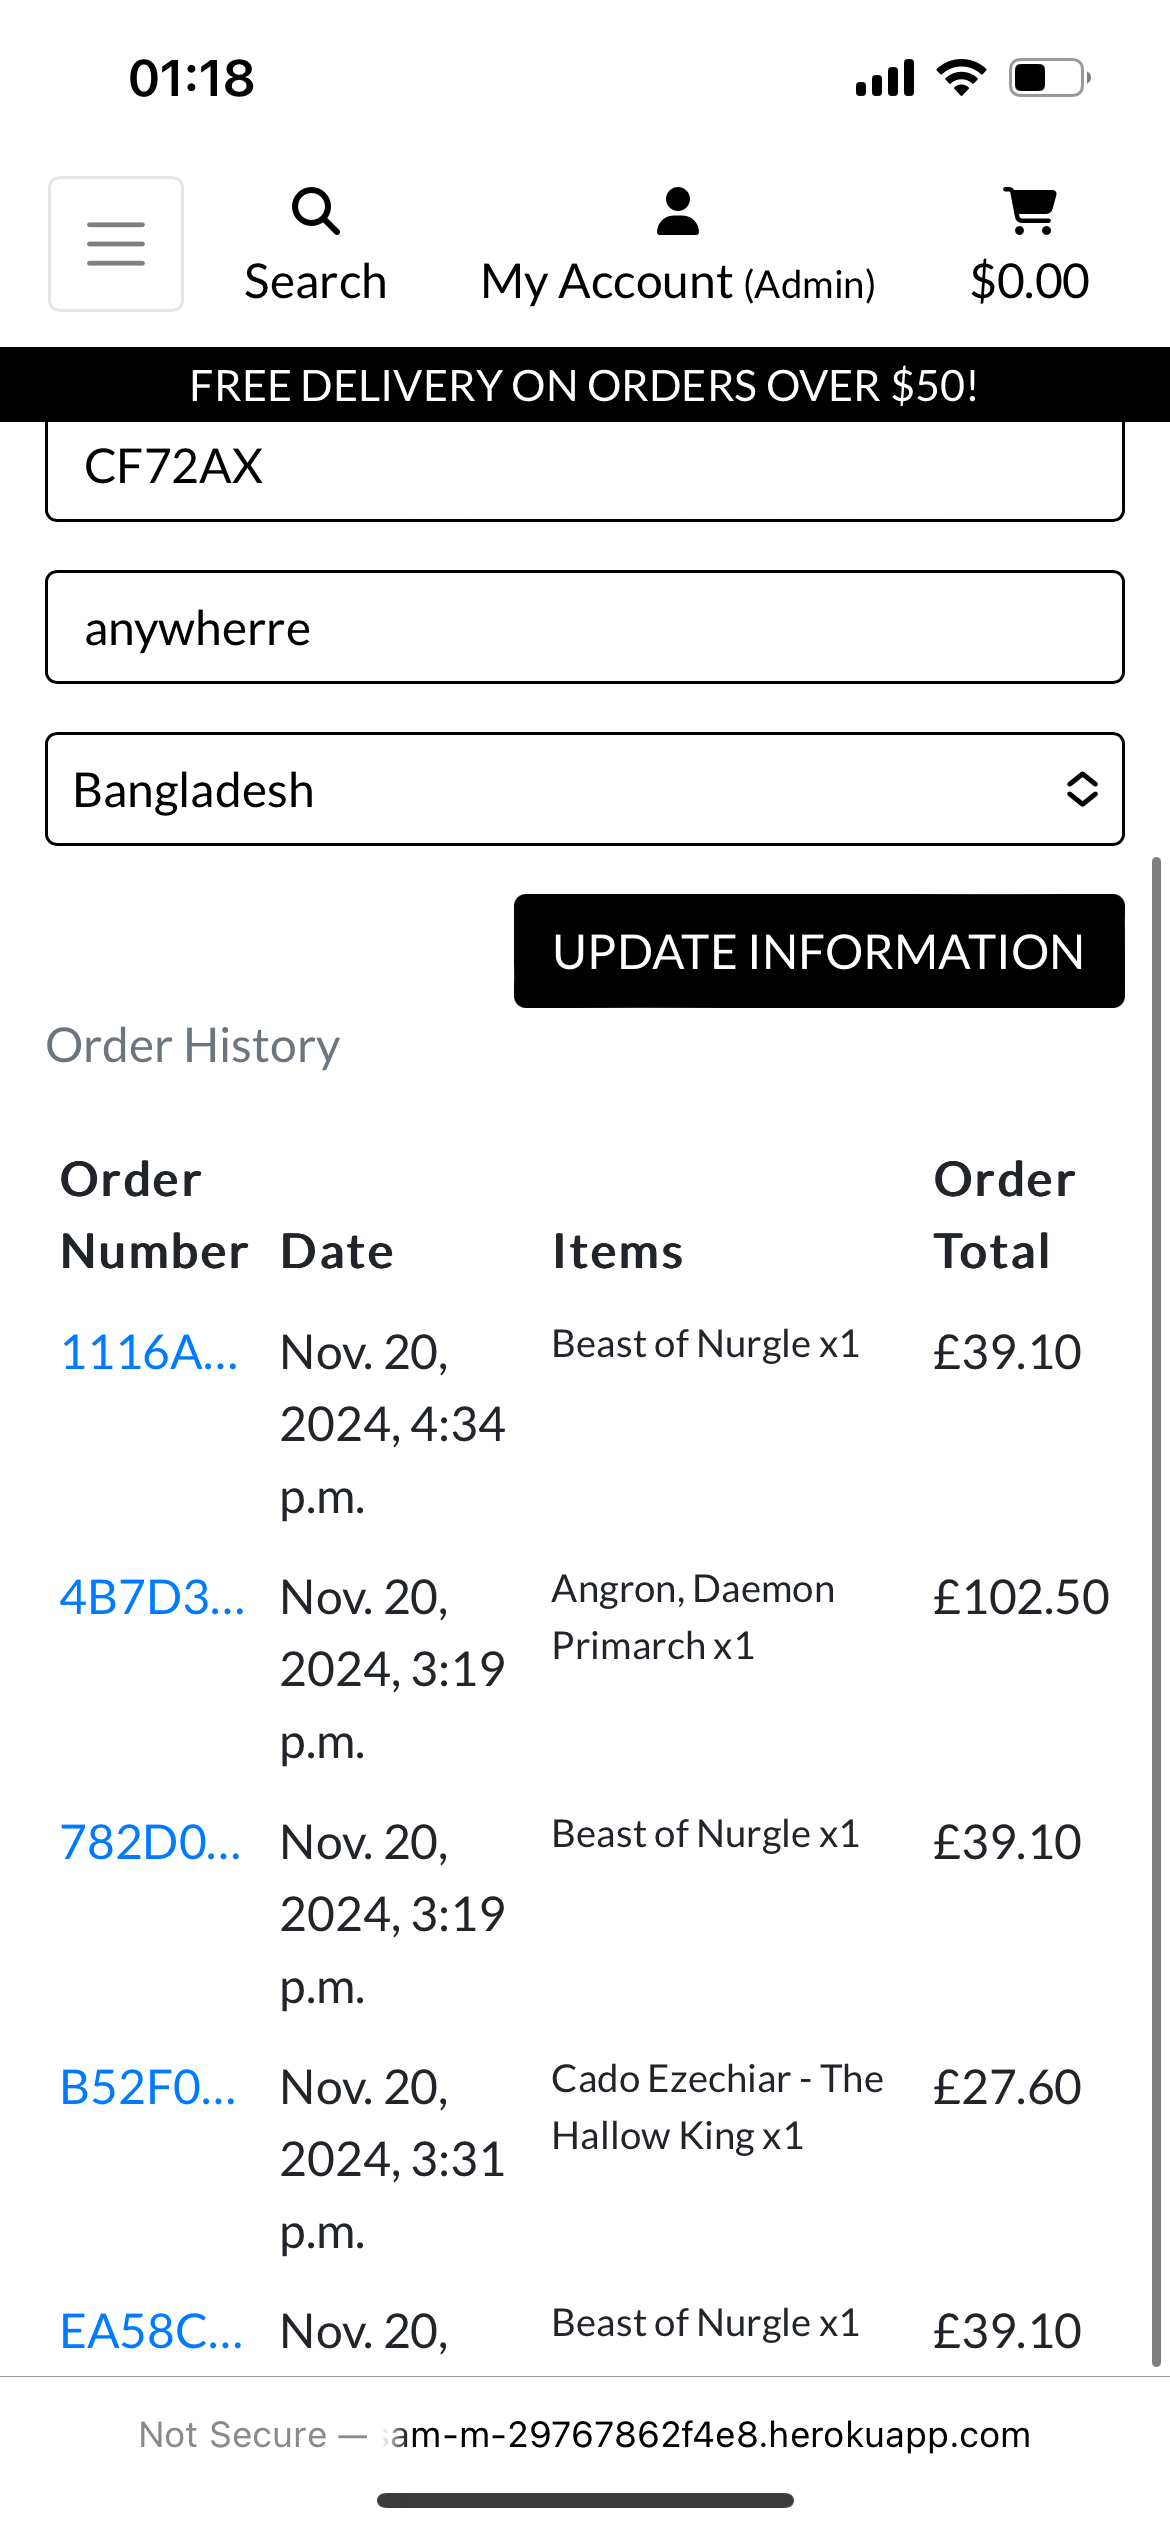 01:18
Search
My Account (Admin)
$0.00
FREE DELIVERY ON ORDERS OVER $50!
CF72AX
anywherre
Bangladesh
UPDATE INFORMATION
Order History
Order Number Date Items Order Total
1116A... Nov. 20, 2024, 4:34 p.m. Beast of Nurgle x1 £39.10
4B7D3... Nov. 20, 2024, 3:19 p.m. Angron, Daemon Primarch x1 £102.50
782D0... Nov. 20, 2024, 3:19 p.m. Beast of Nurgle x1 £39.10
B52F0... Nov. 20, 2024, 3:31 p.m. Cado Ezechiar - The Hallow King x1 £27.60
EA58C... Nov. 20, Beast of Nurgle x1 £39.10
Not Secure — am-m-29767862f4e8.herokuapp.com